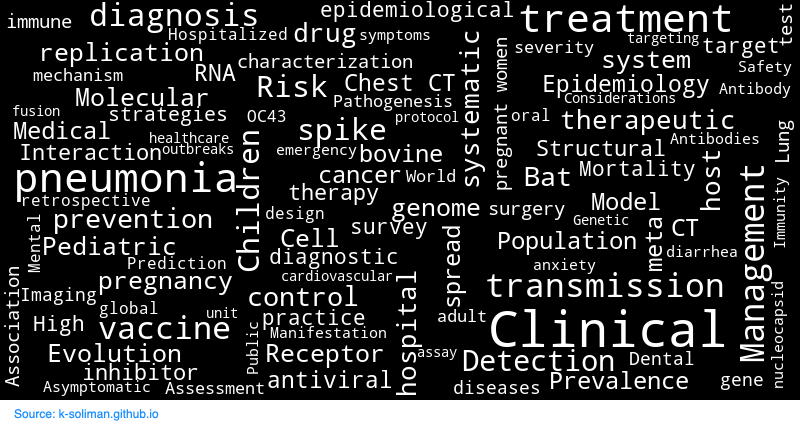 immune
diagnosis
epidemiological
treatment
test
Hospitalized
drug
symptoms
targeting
replication
characterization
women
severity
target
mechanism
RNA
Risk
Chest CT
system
Safety
Molecular
Pathogenesis
systematic
Epidemiology
Antibody
fusion
strategies
OC43
protocol
pregnant
oral
Considerations
therapeutic
Medical
healthcare
spike
Structural
Antibodies
Lung
Interaction
outbreaks
emergency
bovine
Mortality
host
pneumonia
Children
cancer
World
Bat
retrospective
therapy
genome
surgery
Model
Management
Immunity
prevention
design
survey
Genetic
meta
CT
Mental
Pediatric
Cell
spread
Population
diarrhea
Prediction
diagnostic
anxiety
Association
pregnancy
cardiovascular
transmission
Imaging
global
unit
control
hospital
nucleocapsid
High
vaccine
Public
practice
adult
Clinical
Manifestation
Evolution
Receptor
assay
Detection
Dental
inhibitor
antiviral
Prevalence
gene
Asymptomatic
Assessment
diseases
Source: k-soliman.github.io